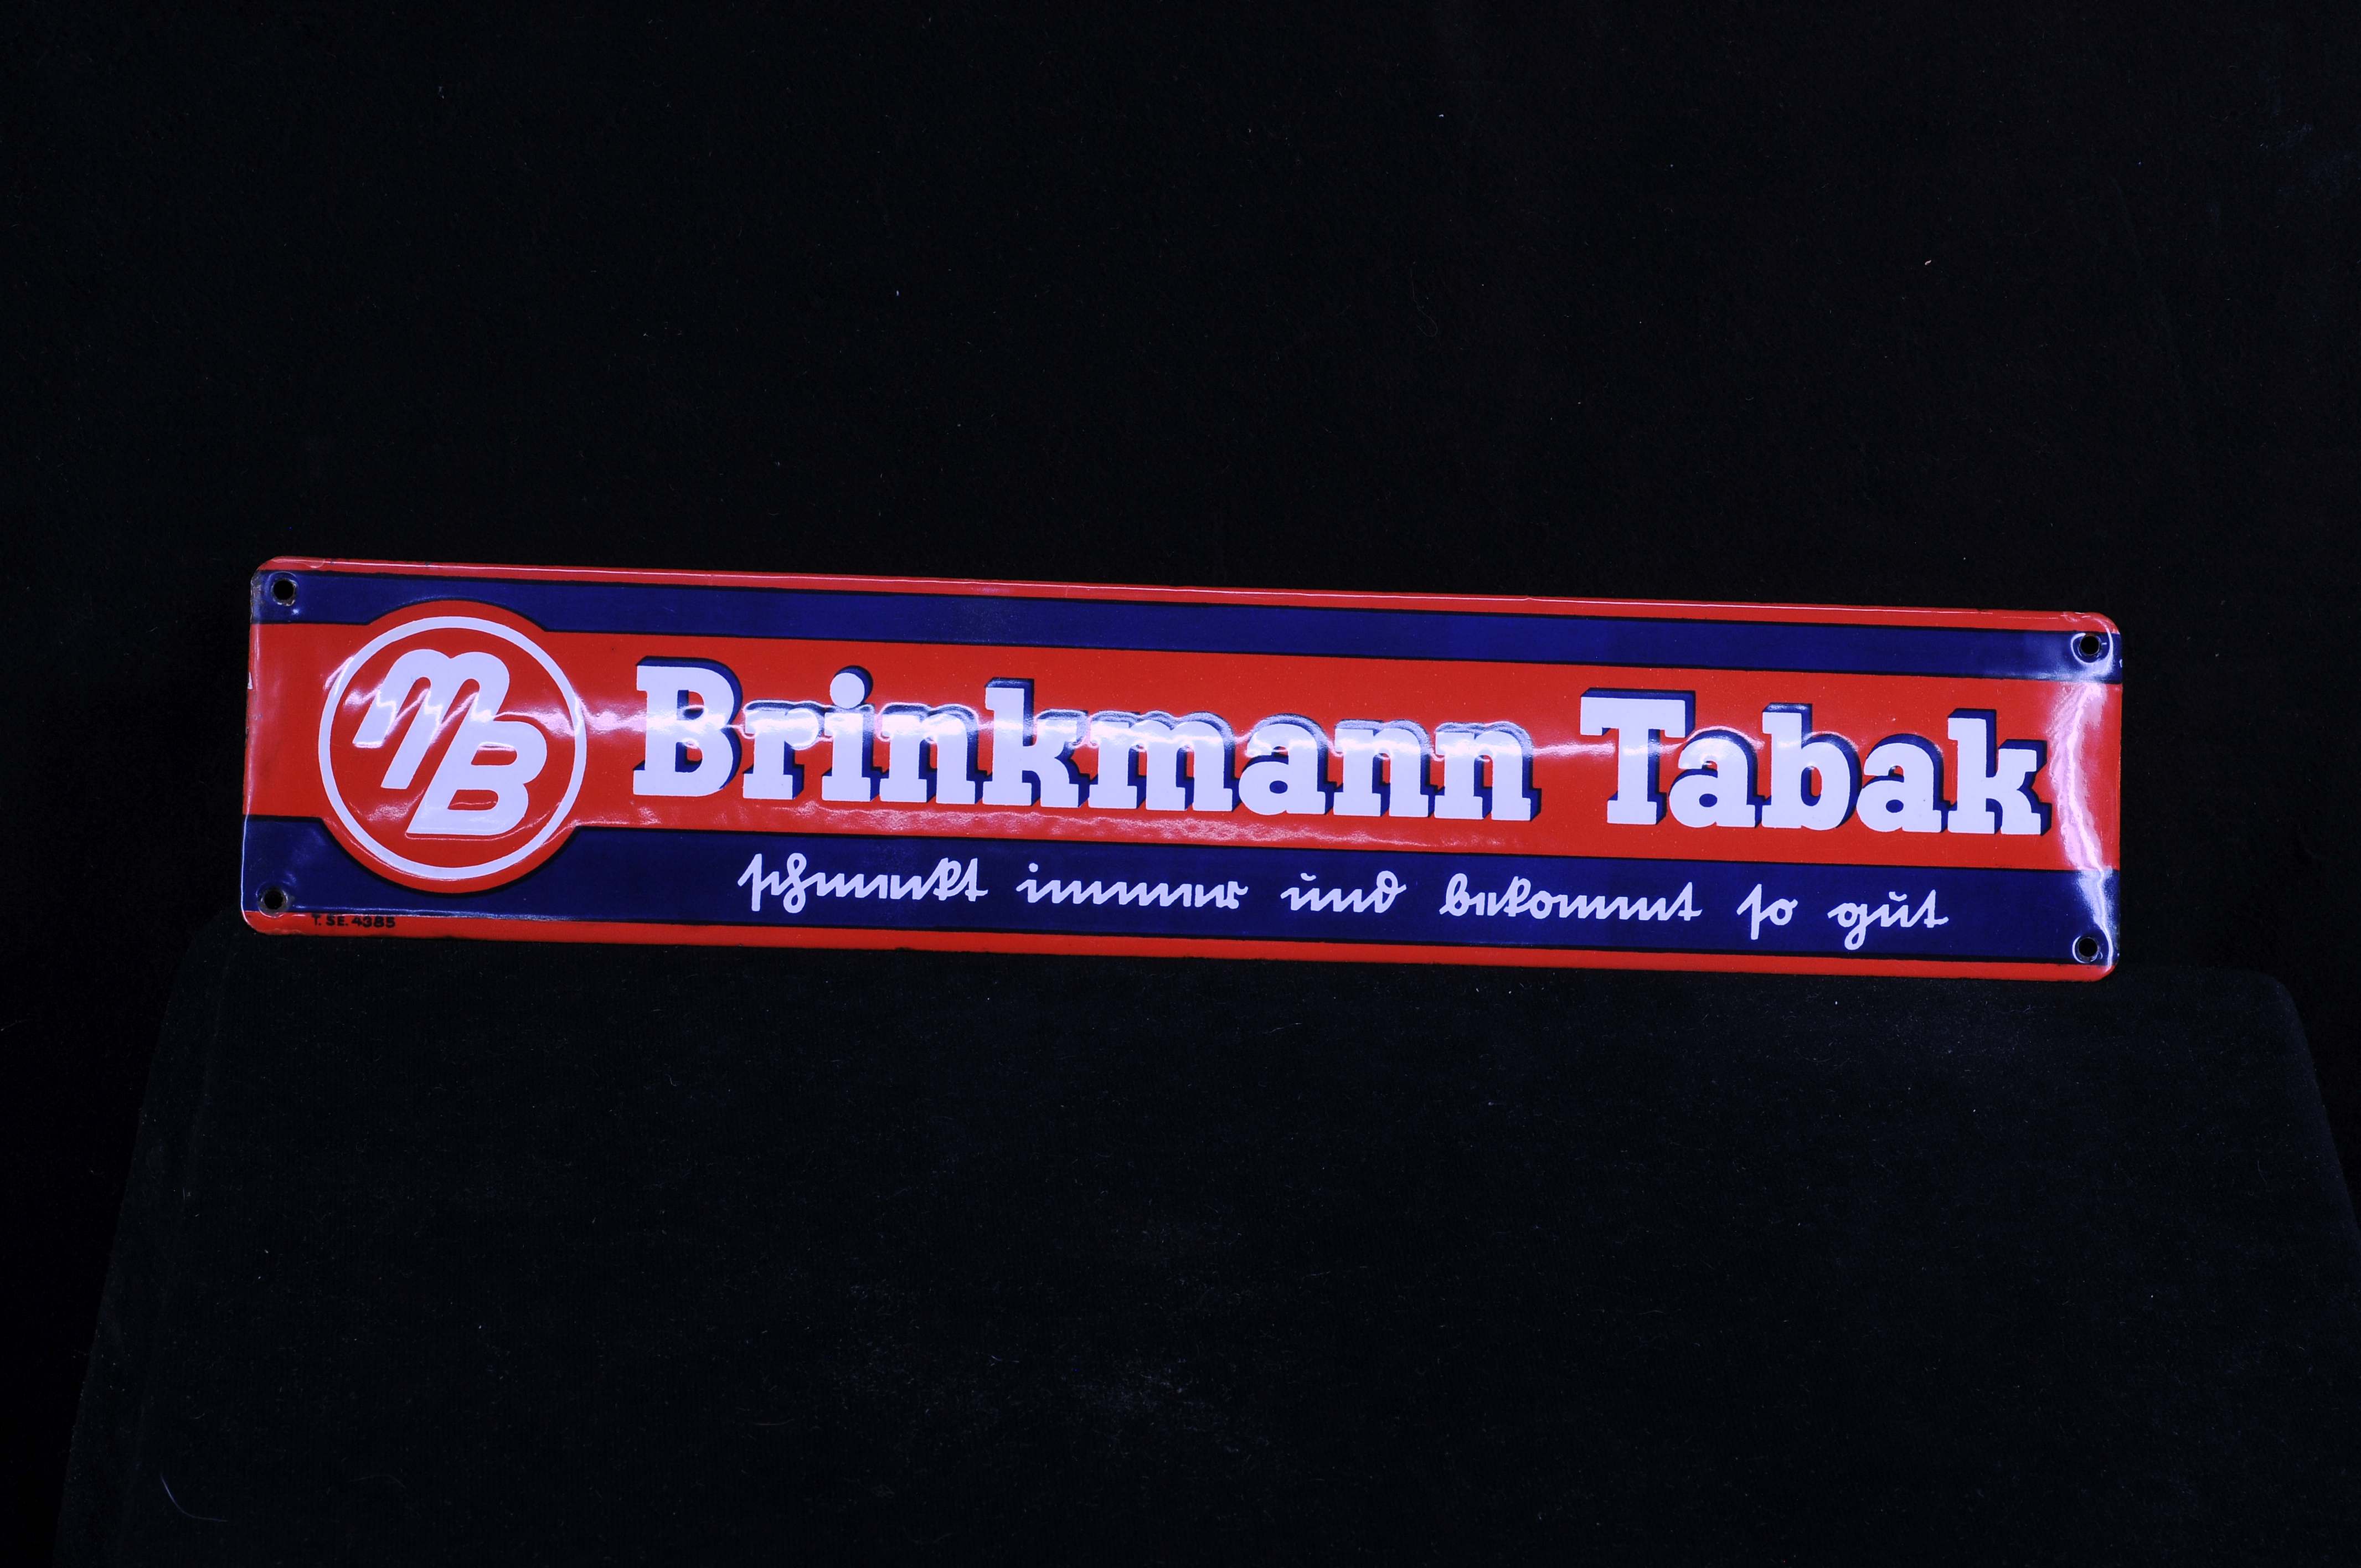 MB
Brinkmann Tabak
schmeckt immer und bekommt so gut
T. SE. 4385